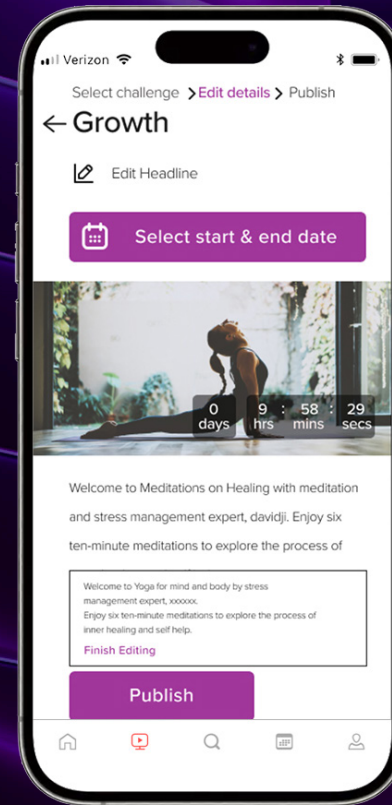 Verizon
Select challenge > Edit details > Publish
Growth
Edit Headline
Select start & end date
0 9 : 58 : 29
days hrs mins secs
Welcome to Meditations on Healing with meditation
and stress management expert, davidji. Enjoy six
ten-minute meditations to explore the process of
Welcome to Yoga for mind and body by stress
management expert, xxxxxx.
Enjoy six ten-minute meditations to explore the process of
inner healing and self help.
Finish Editing
Publish